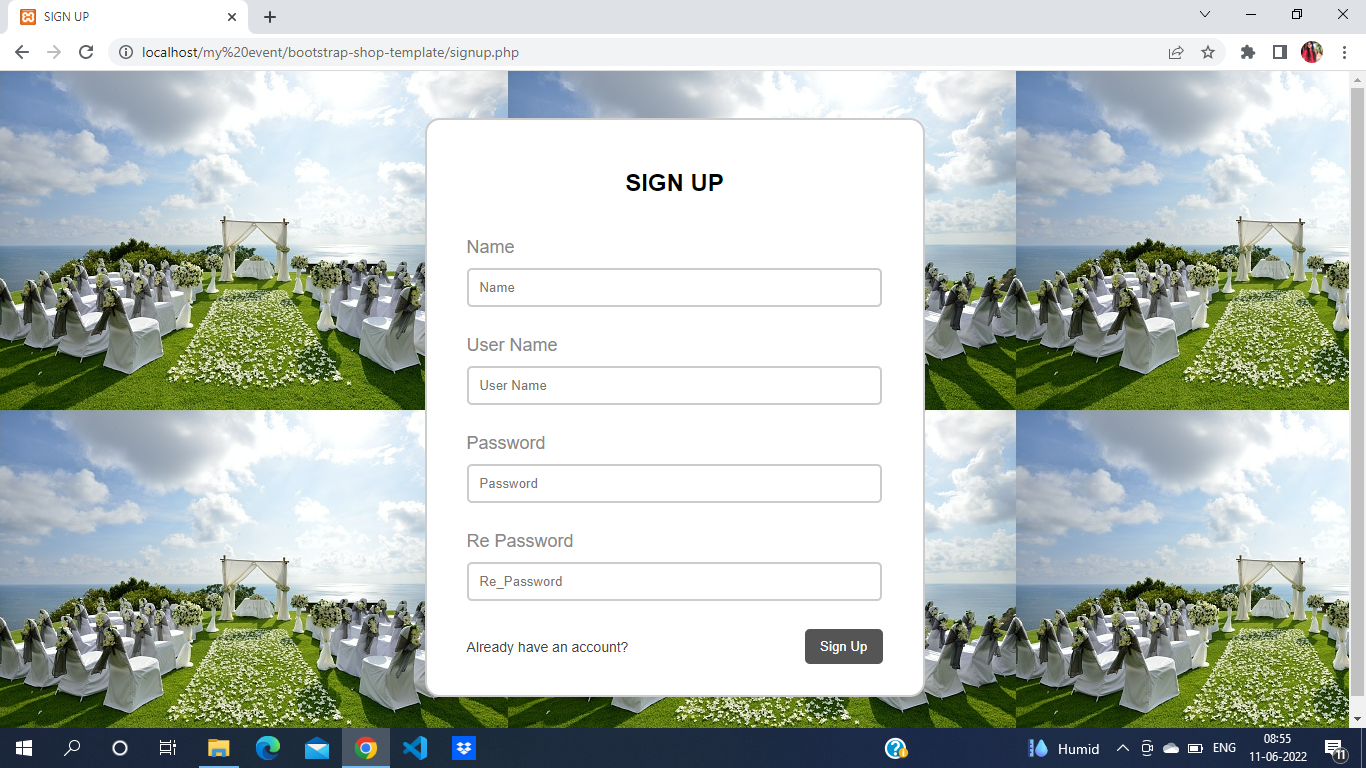 SIGN UP
localhost/my%20event/bootstrap-shop-template/signup.php
SIGN UP
Name
Name
User Name
User Name
Password
Password
Re Password
Re_Password
Already have an account?
Sign Up
Humid
ENG
08:55
11-06-2022
11